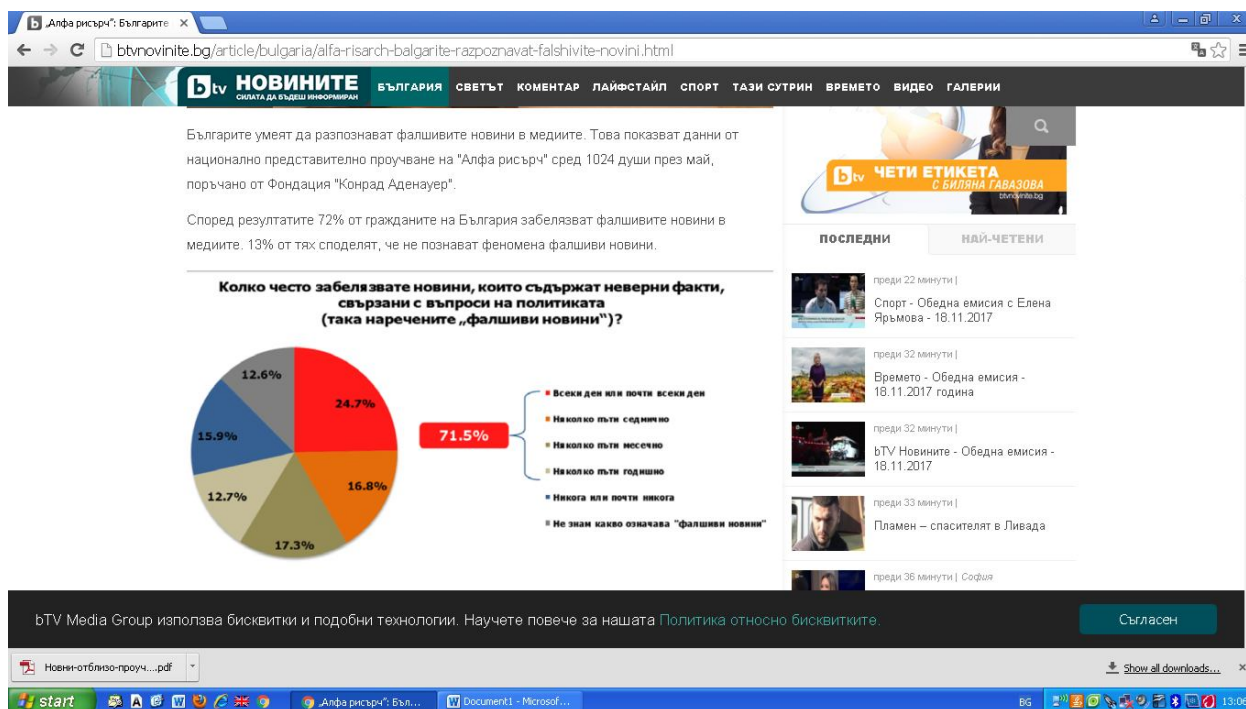 „Алфа рисърч“: Българите
btvnovinite.bg/article/bulgaria/alfa-risarch-balgarite-razpoznavat-falshivite-novini.html
btv НОВИНИТЕ
СИЛАТА ДА БЪДЕШ ИНФОРМИРАН
БЪЛГАРИЯ СВЕТЪТ КОМЕНТАР ЛАЙФСТАЙЛ СПОРТ ТАЗИ СУТРИН ВРЕМЕТО ВИДЕО ГАЛЕРИИ
Българите умеят да разпознават фалшивите новини в медиите. Това показват данни от
национално представително проучване на "Алфа рисърч" сред 1024 души през май,
поръчано от Фондация "Конрад Аденауер".
Според резултатите 72% от гражданите на България забелязват фалшивите новини в
медиите. 13% от тях споделят, че не познават феномена фалшиви новини.
Колко често забелязвате новини, които съдържат неверни факти,
свързани с въпроси на политиката
(така наречените „фалшиви новини“)?
12.6%
24.7%
15.9%
16.8%
12.7%
17.3%
71.5%
Всеки ден или почти всеки ден
Няколко пъти седмично
Няколко пъти месечно
Няколко пъти годишно
Никога или почти никога
Не знам какво означава "фалшиви новини"
btv ЧЕТИ ЕТИКЕТА
С БИЛЯНА ГАВАЗОВА
btvnovinite.bg
ПОСЛЕДНИ НАЙ-ЧЕТЕНИ
преди 22 минути |
Спорт - Обедна емисия с Елена
Яръмова - 18.11.2017
преди 32 минути |
Времето - Обедна емисия -
18.11.2017 година
преди 32 минути |
bTV Новините - Обедна емисия -
18.11.2017
преди 33 минути |
Пламен – спасителят в Ливада
преди 36 минути | София
bTV Media Group използва бисквитки и подобни технологии. Научете повече за нашата Политика относно бисквитките.
Съгласен
Новни-отблизо-проуч....pdf
Show all downloads...
start
„Алфа рисърч“: Бъл...
Document1 - Microsof...
BG
13:06